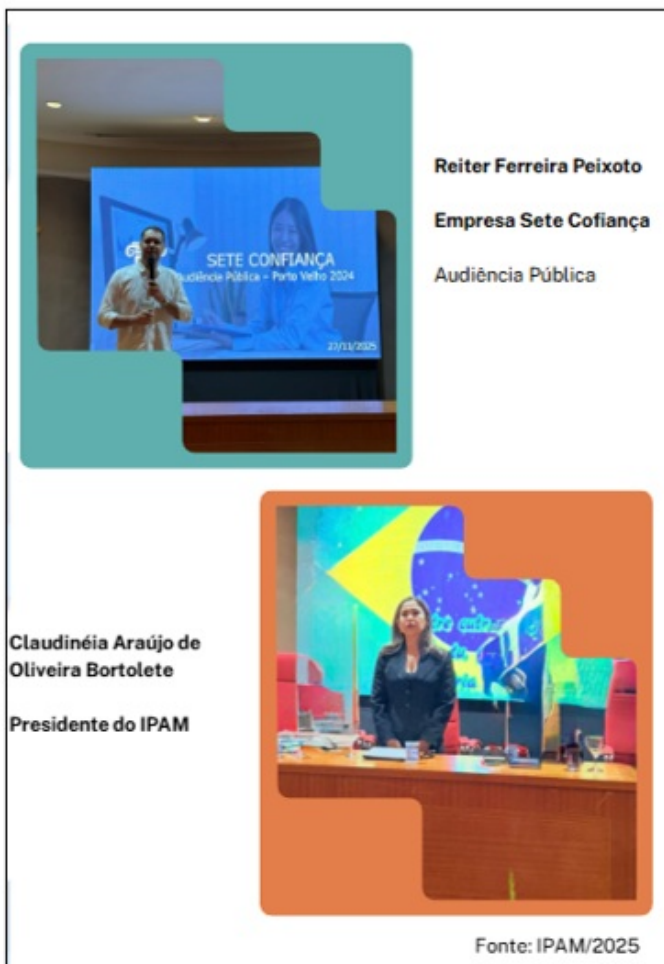 Reiter Ferreira Peixoto
Empresa Sete Cofiança
Audiência Pública
SETE CONFIANÇA
Audiência Pública – Porto Velho 2024
27/11/2025
Claudinéia Araújo de
Oliveira Bortolete
Presidente do IPAM
Fonte: IPAM/2025